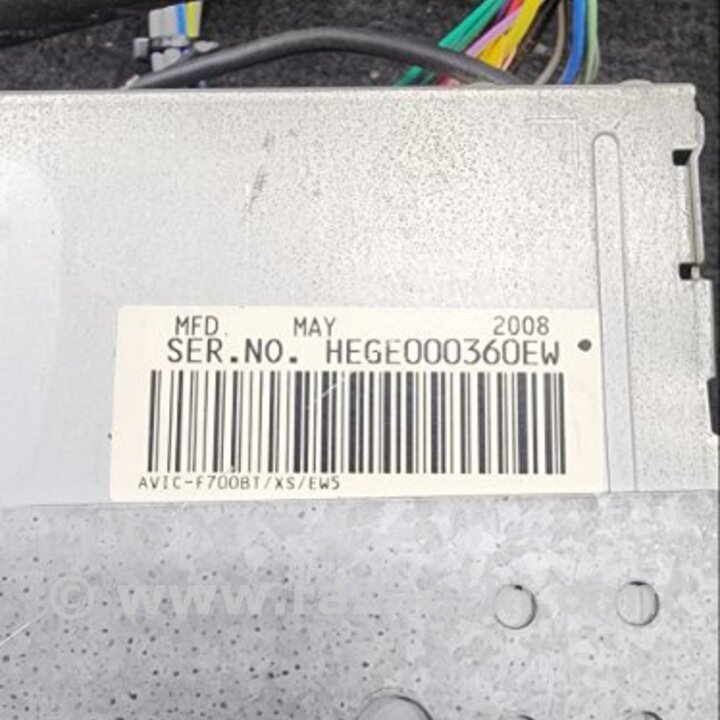 MFD. MAY 2008
SER.NO. HEGE000360EW
AVIC-F700BT/XS/EW5